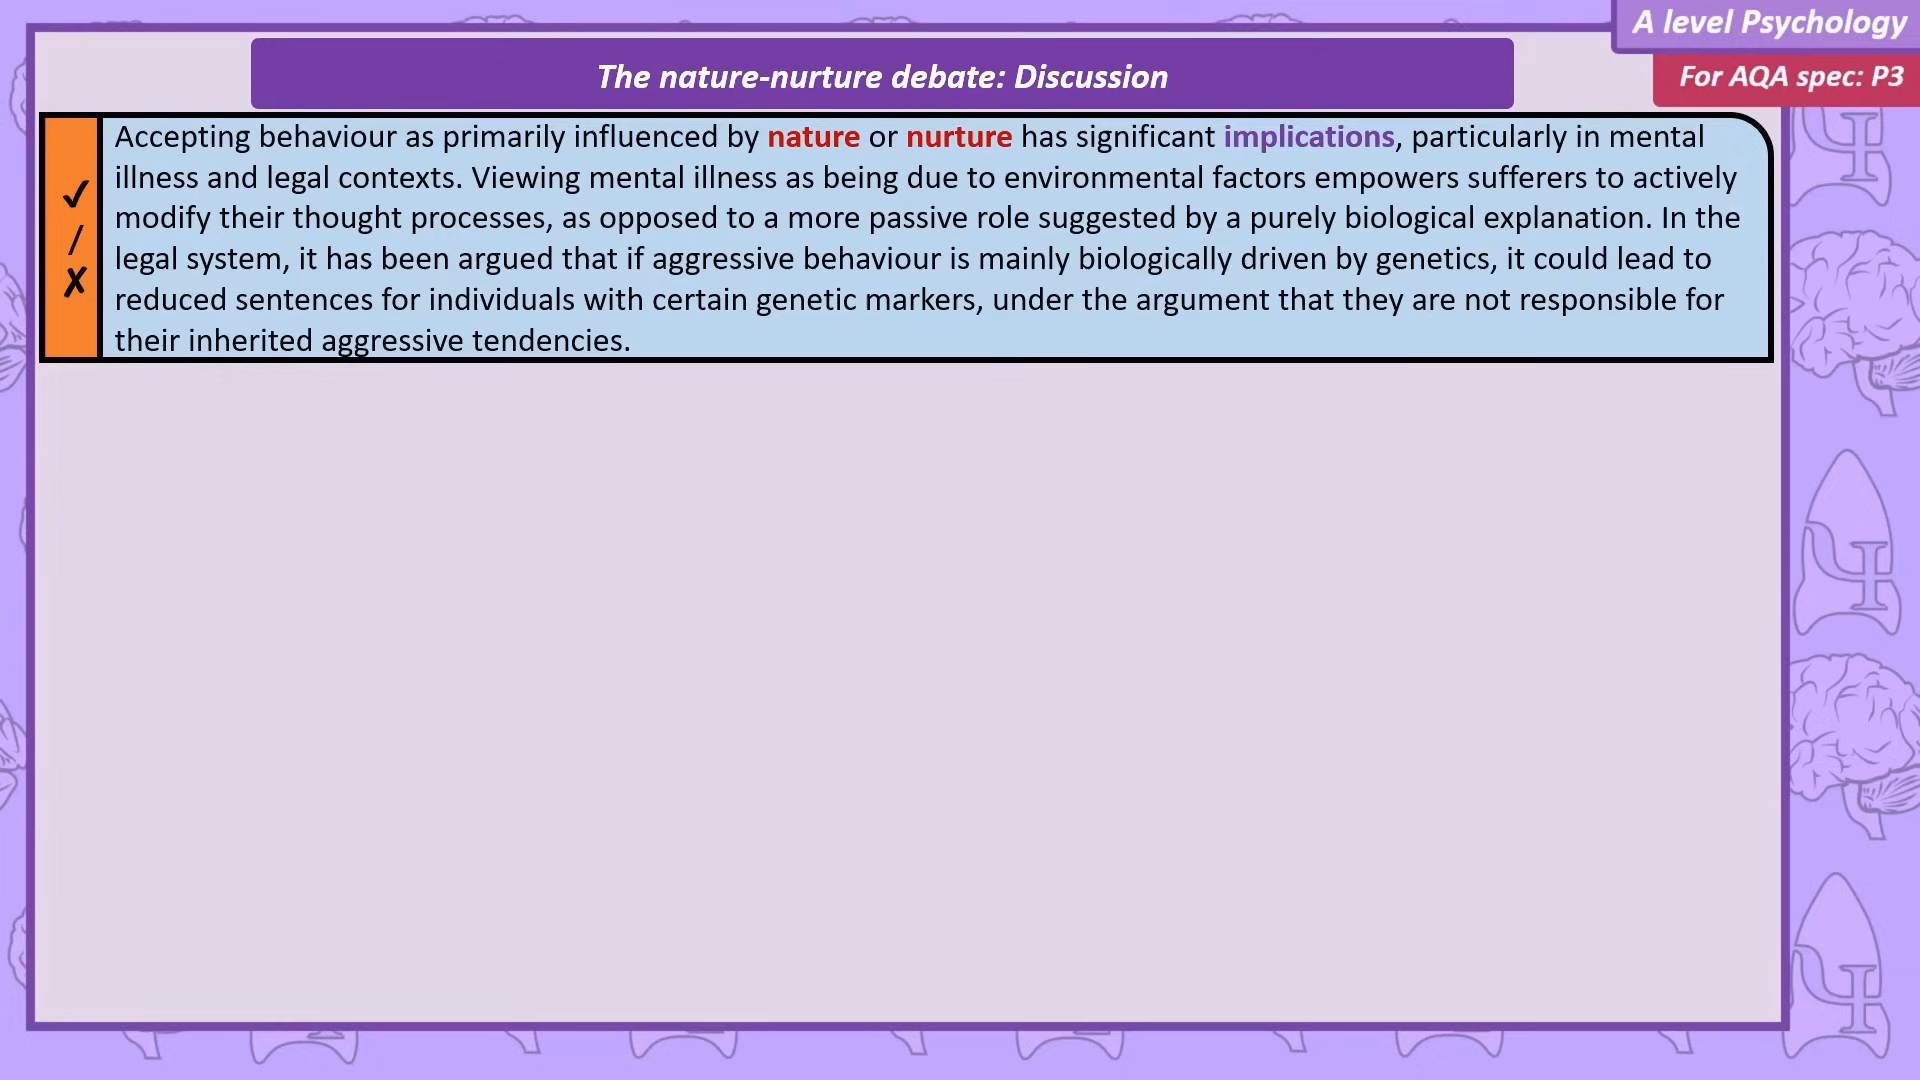 A level Psychology
The nature-nurture debate: Discussion
For AQA spec: P3
✓
/
✗
Accepting behaviour as primarily influenced by nature or nurture has significant implications, particularly in mental
illness and legal contexts. Viewing mental illness as being due to environmental factors empowers sufferers to actively
modify their thought processes, as opposed to a more passive role suggested by a purely biological explanation. In the
legal system, it has been argued that if aggressive behaviour is mainly biologically driven by genetics, it could lead to
reduced sentences for individuals with certain genetic markers, under the argument that they are not responsible for
their inherited aggressive tendencies.